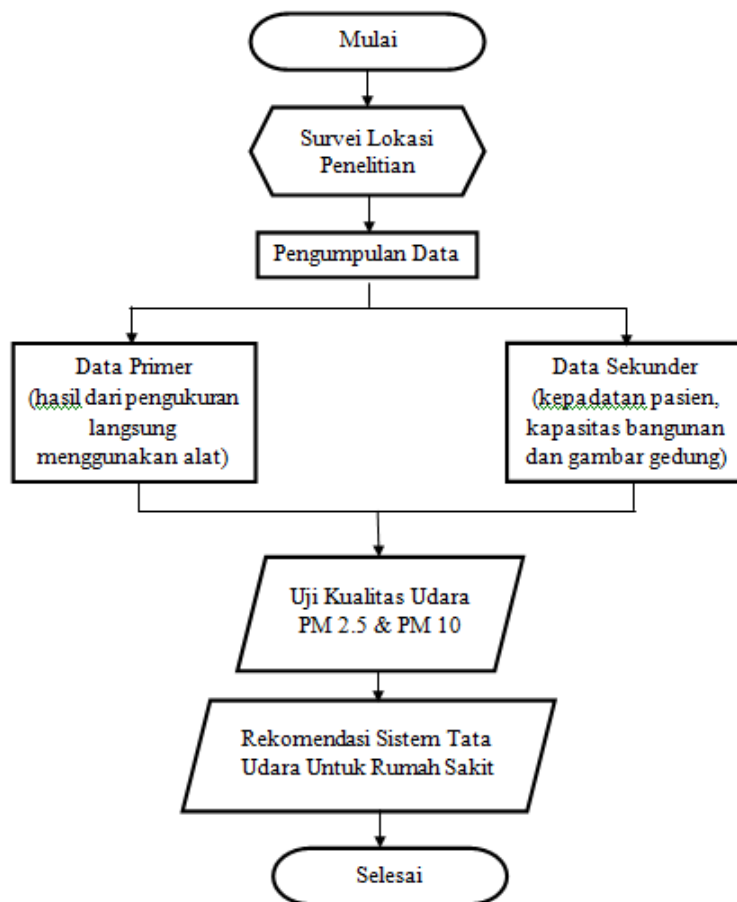 Mulai
Survei Lokasi
Penelitian
Pengumpulan Data
Data Primer
(hasil dari pengukuran
langsung
menggunakan alat)
Data Sekunder
(kepadatan pasien,
kapasitas bangunan
dan gambar gedung)
Uji Kualitas Udara
PM 2.5 & PM 10
Rekomendasi Sistem Tata
Udara Untuk Rumah Sakit
Selesai